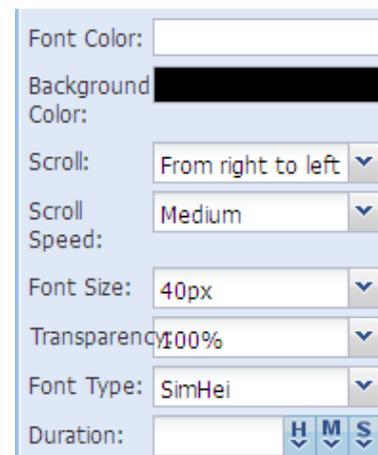 Font Color:
Background
Color:
Scroll: From right to left
Scroll
Speed: Medium
Font Size: 40px
Transparency: 100%
Font Type: SimHei
Duration: H M S